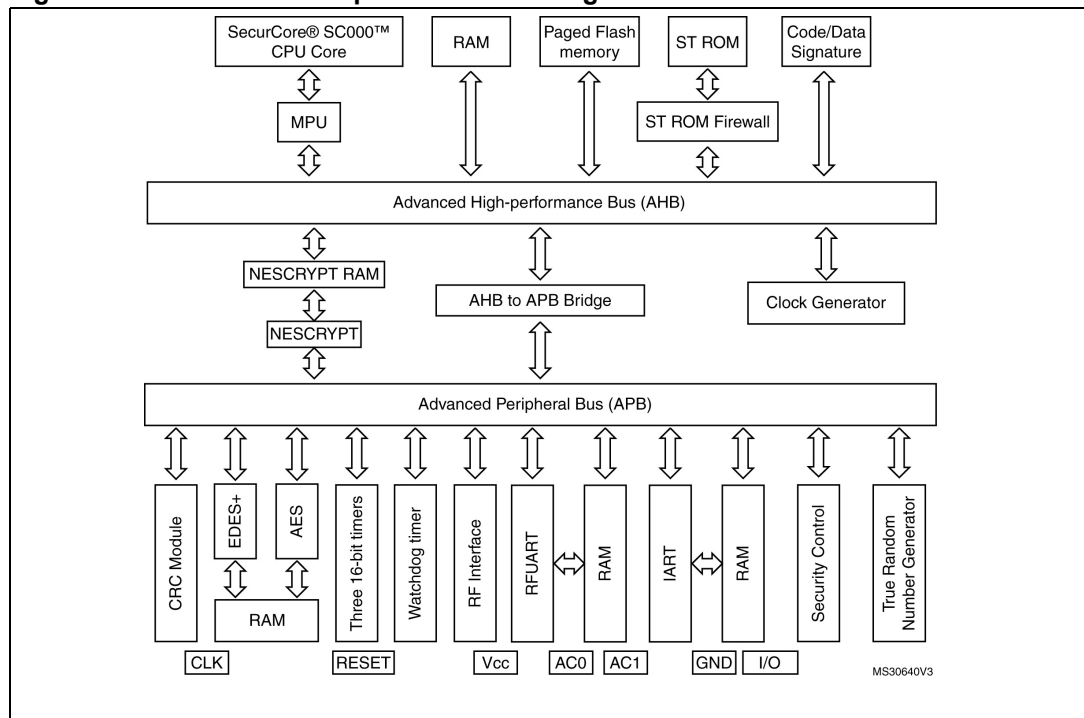 SecurCore® SC000™
CPU Core
RAM
Paged Flash
memory
ST ROM
Code/Data
Signature
MPU
ST ROM Firewall
Advanced High-performance Bus (AHB)
NESCRYPT RAM
AHB to APB Bridge
Clock Generator
NESCRYPT
Advanced Peripheral Bus (APB)
CRC Module
EDES+
AES
RAM
Three 16-bit timers
Watchdog timer
RF Interface
RFUART
RAM
IART
RAM
Security Control
True Random
Number Generator
CLK
RESET
Vcc
AC0
AC1
GND
I/O
MS30640V3